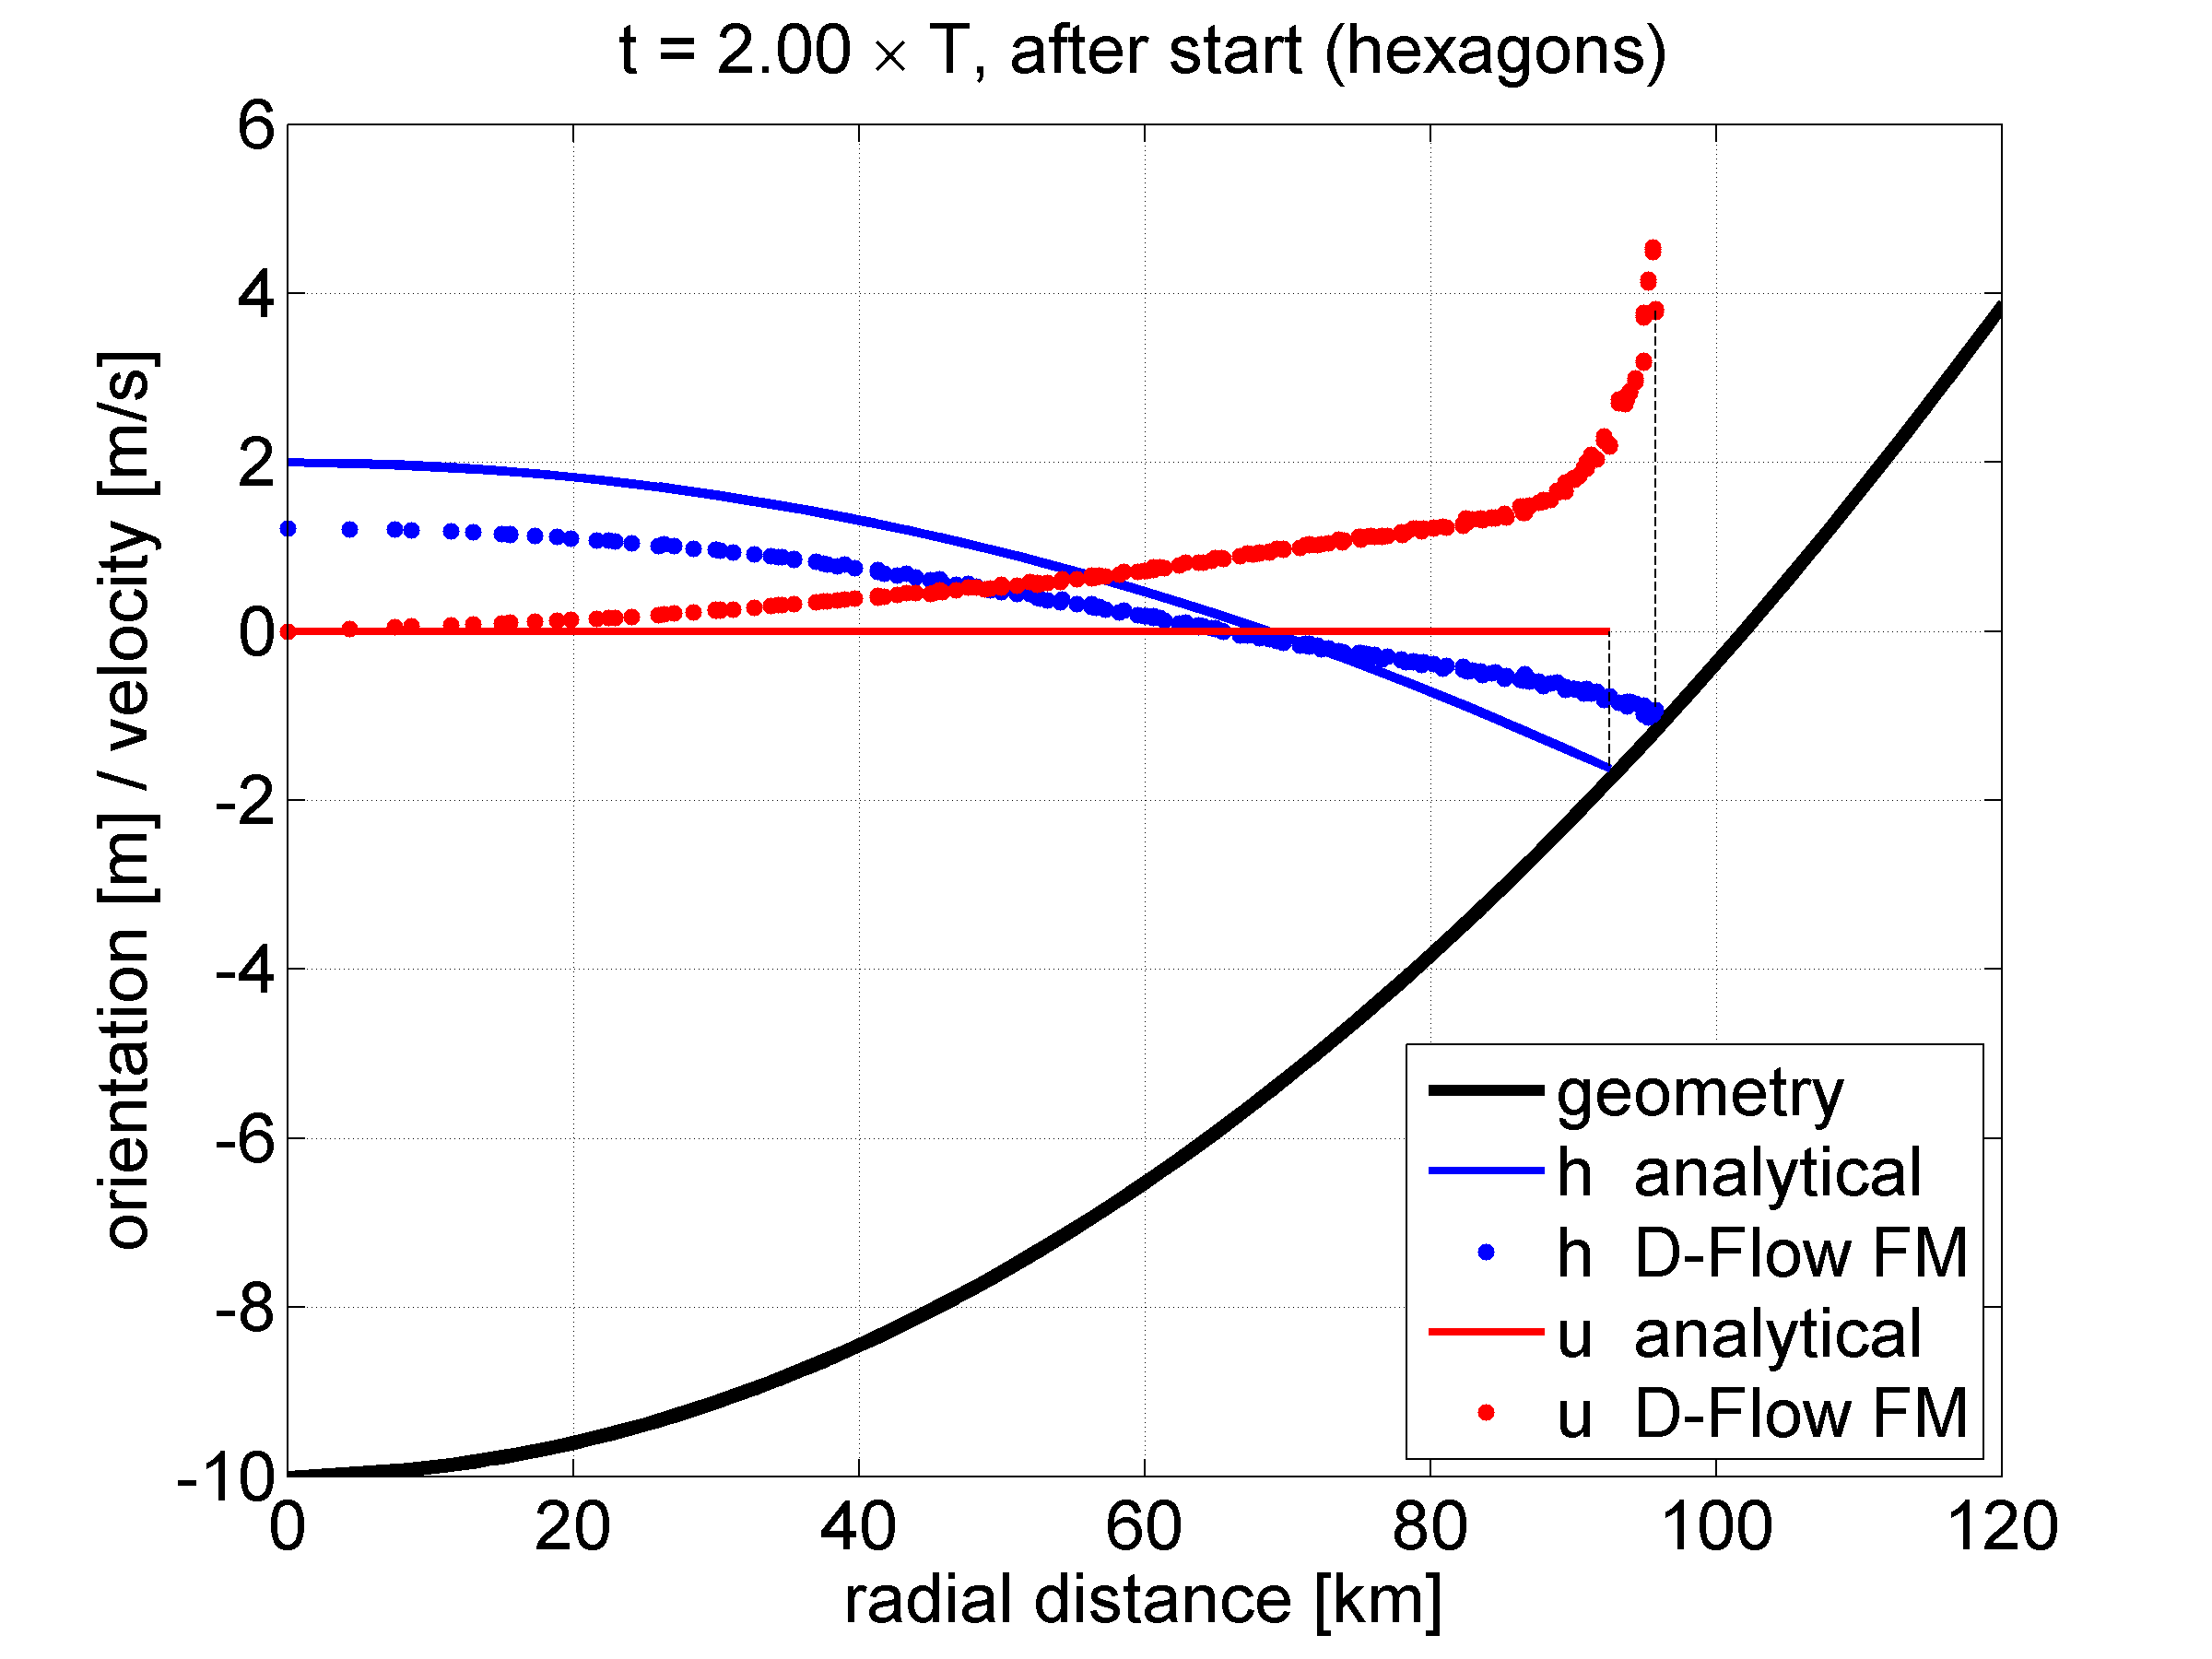 t = 2.00 × T, after start (hexagons)
orientation [m] / velocity [m/s]
6
4
2
0
-2
-4
-6
-8
-10
0 20 40 60 80 100 120
radial distance [km]
geometry
h analytical
h D-Flow FM
u analytical
u D-Flow FM